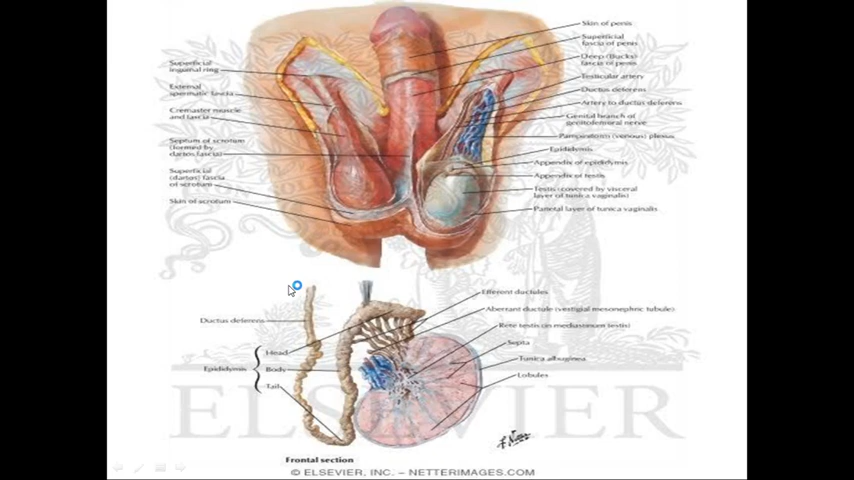 Skin of penis
Superficial
fascia of penis
Deep (Buck's)
fascia of penis
Testicular artery
Ductus deferens
Artery to ductus deferens
Genital branch of
genitofemoral nerve
Pampiniform (venous) plexus
Epididymis
Appendix of epididymis
Appendix of testis
Testis (covered by visceral
layer of tunica vaginalis)
Parietal layer of tunica vaginalis
Superficial
inguinal ring
External
spermatic fascia
Cremaster muscle
and fascia
Septum of scrotum
(formed by
dartos fascia)
Superficial
(dartos) fascia
of scrotum
Skin of scrotum
Efferent ductules
Aberrant ductule (vestigial mesonephric tubule)
Rete testis (in mediastinum testis)
Septa
Tunica albuginea
Lobules
Ductus deferens
Epididymis
Head
Body
Tail
Frontal section
ELSEVIER
© ELSEVIER, INC. – NETTERIMAGES.COM